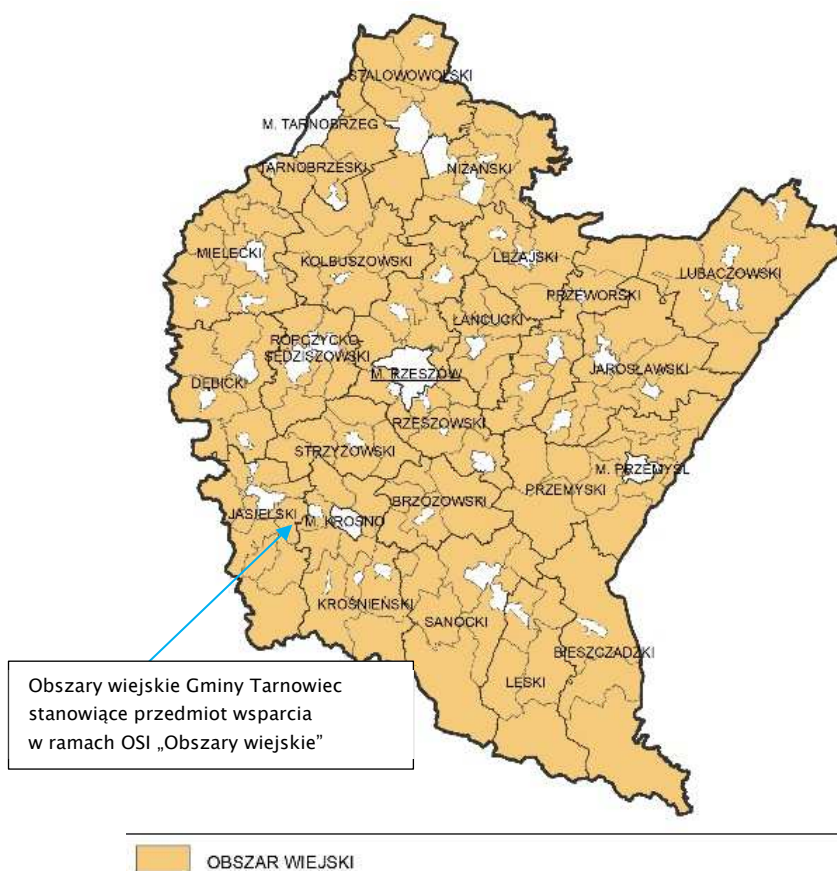 STALOWOWOLSKI
M. TARNOBRZEG
TARNOBRZESKI
NIŻAŃSKI
MIELECKI
KOLBUSZOWSKI
LEŻAJSKI
LUBACZOWSKI
PRZEWORSKI
ŁAŃCUCKI
ROPCZYCKO-
SĘDZISZOWSKI
M. RZESZÓW
JAROSŁAWSKI
DĘBICKI
RZESZOWSKI
STRZYŻOWSKI
M. PRZEMYŚL
PRZEMYSKI
BRZOZOWSKI
JASIELSKI
M. KROSNO
KROŚNIEŃSKI
SANOCKI
BIESZCZADZKI
LESKI
Obszary wiejskie Gminy Tarnowiec
stanowiące przedmiot wsparcia
w ramach OSI „Obszary wiejskie”
OBSZAR WIEJSKI